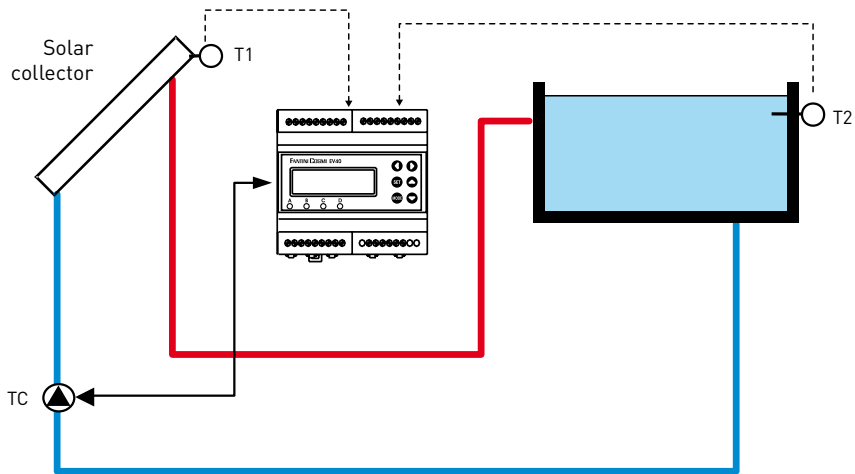 Solar
collector
T1
T2
FANTINI COSMI EV40
SET
A B C D
MODE
TC